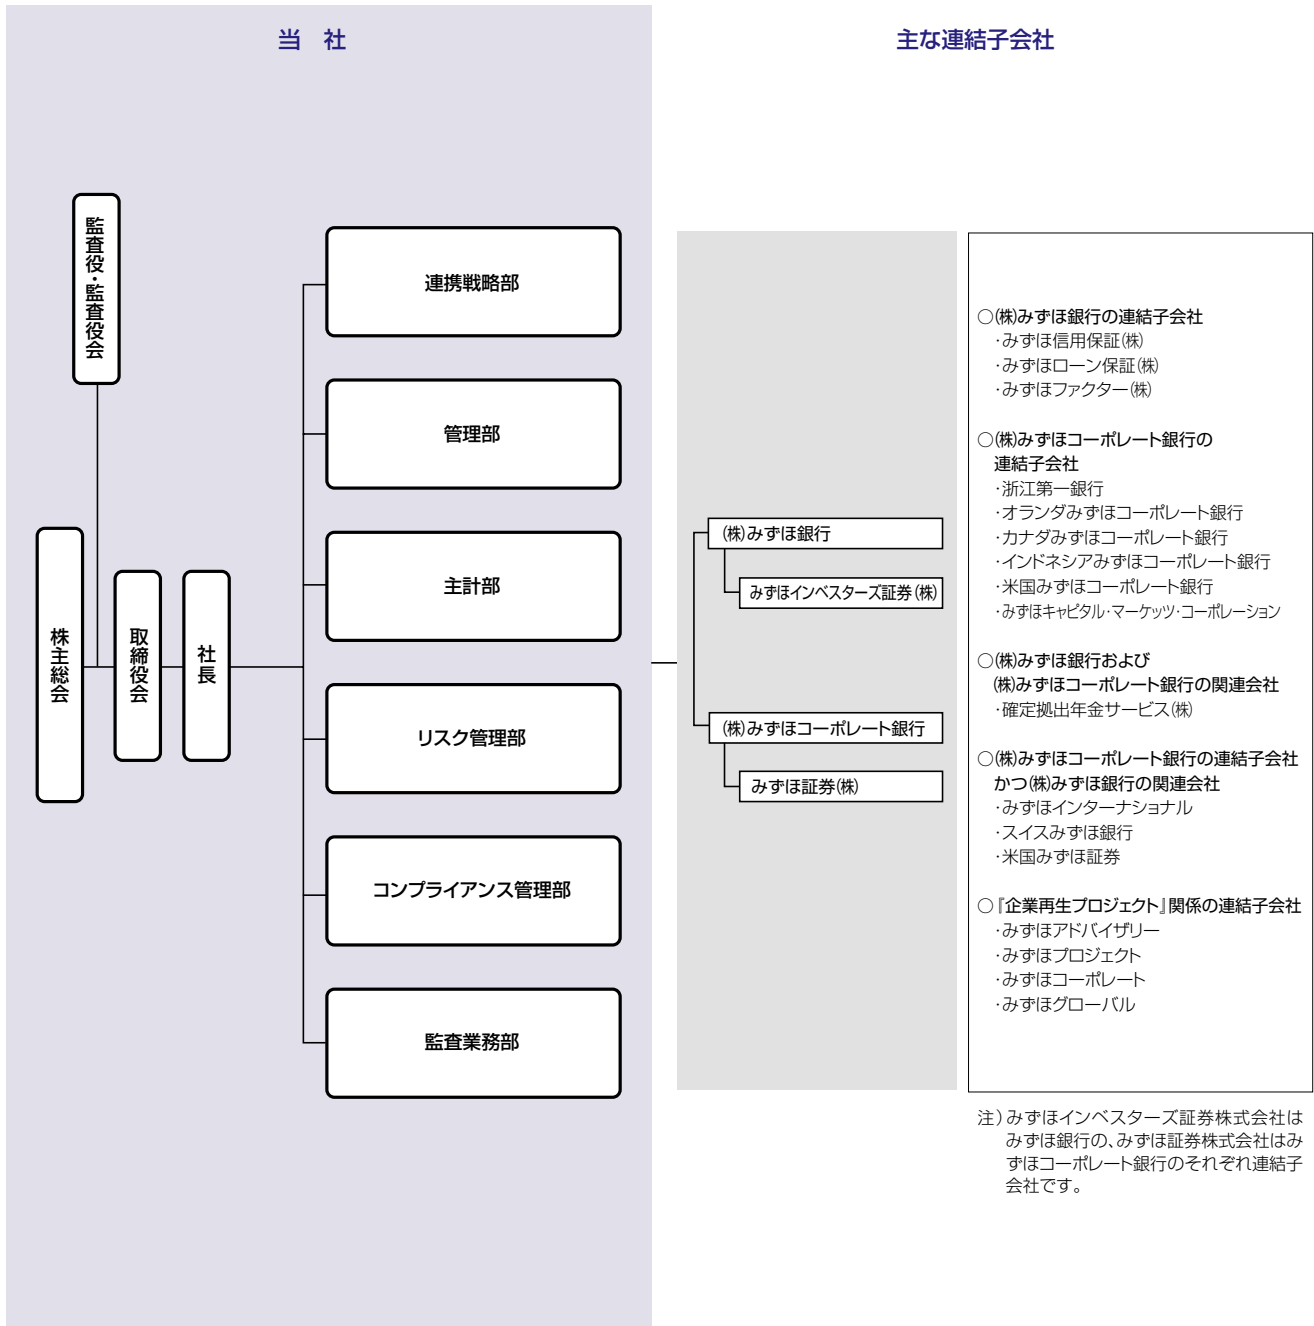 当 社
主な連結子会社
監査役・監査役会
株主総会
取締役会
社長
連携戦略部
管理部
主計部
リスク管理部
コンプライアンス管理部
監査業務部
(株)みずほ銀行
みずほインベスターズ証券(株)
(株)みずほコーポレート銀行
みずほ証券(株)
○(株)みずほ銀行の連結子会社
・みずほ信用保証(株)
・みずほローン保証(株)
・みずほファクター(株)
○(株)みずほコーポレート銀行の
連結子会社
・浙江第一銀行
・オランダみずほコーポレート銀行
・カナダみずほコーポレート銀行
・インドネシアみずほコーポレート銀行
・米国みずほコーポレート銀行
・みずほキャピタル・マーケッツ・コーポレーション
○(株)みずほ銀行および
(株)みずほコーポレート銀行の関連会社
・確定拠出年金サービス(株)
○(株)みずほコーポレート銀行の連結子会社
かつ(株)みずほ銀行の関連会社
・みずほインターナショナル
・スイスみずほ銀行
・米国みずほ証券
○『企業再生プロジェクト』関係の連結子会社
・みずほアドバイザリー
・みずほプロジェクト
・みずほコーポレート
・みずほグローバル
注)みずほインベスターズ証券株式会社は
みずほ銀行の、みずほ証券株式会社はみ
ずほコーポレート銀行のそれぞれ連結子
会社です。